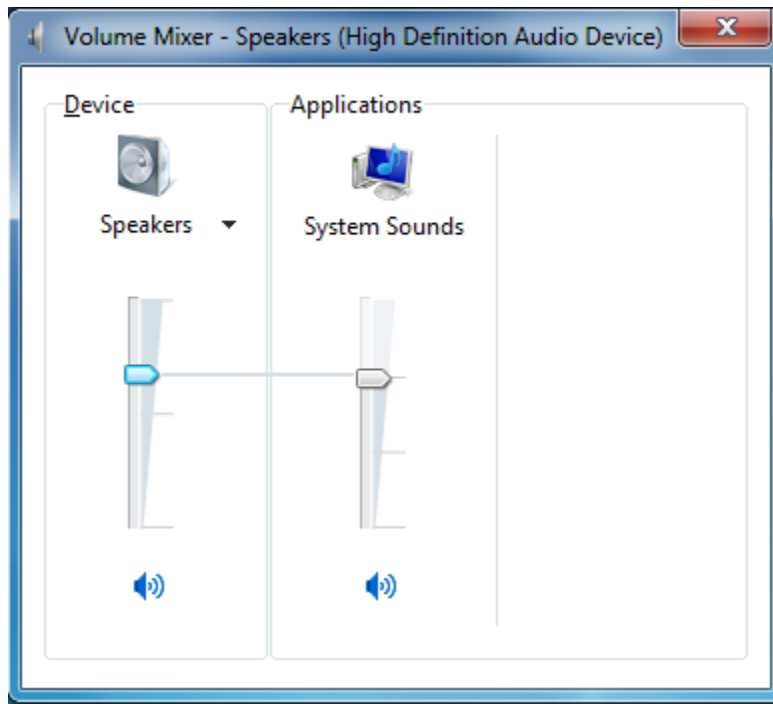 Volume Mixer - Speakers (High Definition Audio Device)
Device
Applications
Speakers
System Sounds